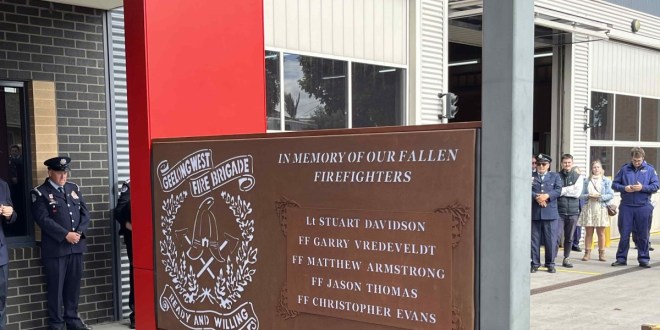 GEELONG WEST
FIRE BRIGADE
READY AND WILLING
IN MEMORY OF OUR FALLEN
FIREFIGHTERS
Lt STUART DAVIDSON
FF GARRY VREDEVELDT
FF MATTHEW ARMSTRONG
FF JASON THOMAS
FF CHRISTOPHER EVANS